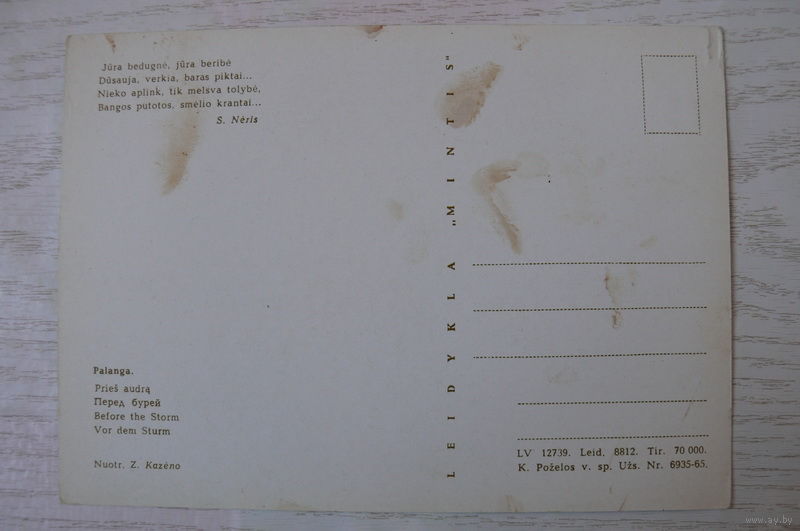 Jūra bedugnė, jūra beribė
Dūsauja, verkia, baras piktai...
Nieko aplink, tik melsva tolybė,
Bangos putotos, smėlio krantai...
S. Nėris
Palanga.
Prieš audrą
Перед бурей
Before the Storm
Vor dem Sturm
Nuotr. Z. Kazėno
LEIDYKLA „MINTIS"
LV 12739. Leid. 8812. Tir. 70 000.
K. Poželos v. sp. Užs. Nr. 6935-65.
www.ay.by